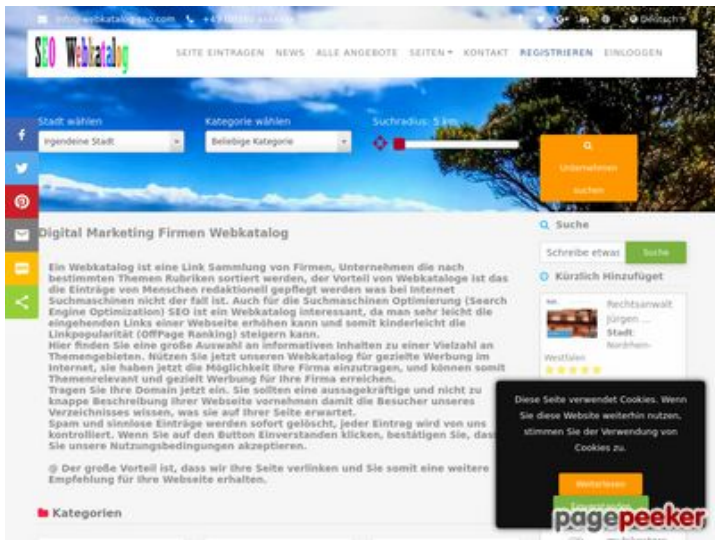 SEO Webkatalog
SEITE EINTRAGEN NEWS ALLE ANGEBOTE SEITEN KONTAKT REGISTRIEREN EINLOGGEN
Deutsch
Stadt wählen
Kategorie wählen
Suchradius: 5 km
Irgendeine Stadt
Beliebige Kategorie
Unternehmen
suchen
Digital Marketing Firmen Webkatalog
Ein Webkatalog ist eine Link Sammlung von Firmen, Unternehmen die nach
bestimmten Themen Rubriken sortiert werden, der Vorteil von Webkataloge ist das
die Einträge von Menschen redaktionell gepflegt werden was bei Internet
Suchmaschinen nicht der fall ist. Auch für die Suchmaschinen Optimierung (Search
Engine Optimization) SEO ist ein Webkatalog interessant, da man sehr leicht die
eingehenden Links einer Webseite erhöhen kann und somit kinderleicht die
Linkpopularität (OffPage Ranking) steigern kann.
Hier finden Sie eine große Auswahl an informativen Inhalten zu einer Vielzahl an
Themengebieten. Nützen Sie jetzt unseren Webkatalog für gezielte Werbung im
Internet, sie haben jetzt die Möglichkeit Ihre Firma einzutragen, und können somit
Themenrelevant und gezielt Werbung für Ihre Firma erreichen.
Tragen Sie Ihre Domain jetzt ein. Sie sollten eine aussagekräftige und nicht zu
knappe Beschreibung Ihrer Webseite vornehmen damit die Besucher unseres
Verzeichnisses wissen, was sie auf Ihrer Seite erwartet.
Spam und sinnlose Einträge werden sofort gelöscht, jeder Eintrag wird von uns
kontrolliert. Wenn Sie auf den Button Einverstanden klicken, bestätigen Sie, dass
Sie unsere Nutzungsbedingungen akzeptieren.
@ Der große Vorteil ist, dass wir Ihre Seite verlinken und Sie somit eine weitere
Empfehlung für Ihre Webseite erhalten.
Kategorien
Suche
Schreibe etwas
Suche
Kürzlich Hinzufüget
Rechtsanwalt
Jürgen ...
Stadt:
Nordrhein-
Westfalen
Diese Seite verwendet Cookies. Wenn
Sie diese Website weiterhin nutzen,
stimmen Sie der Verwendung von
Cookies zu.
Weiterlesen
pagepeeker